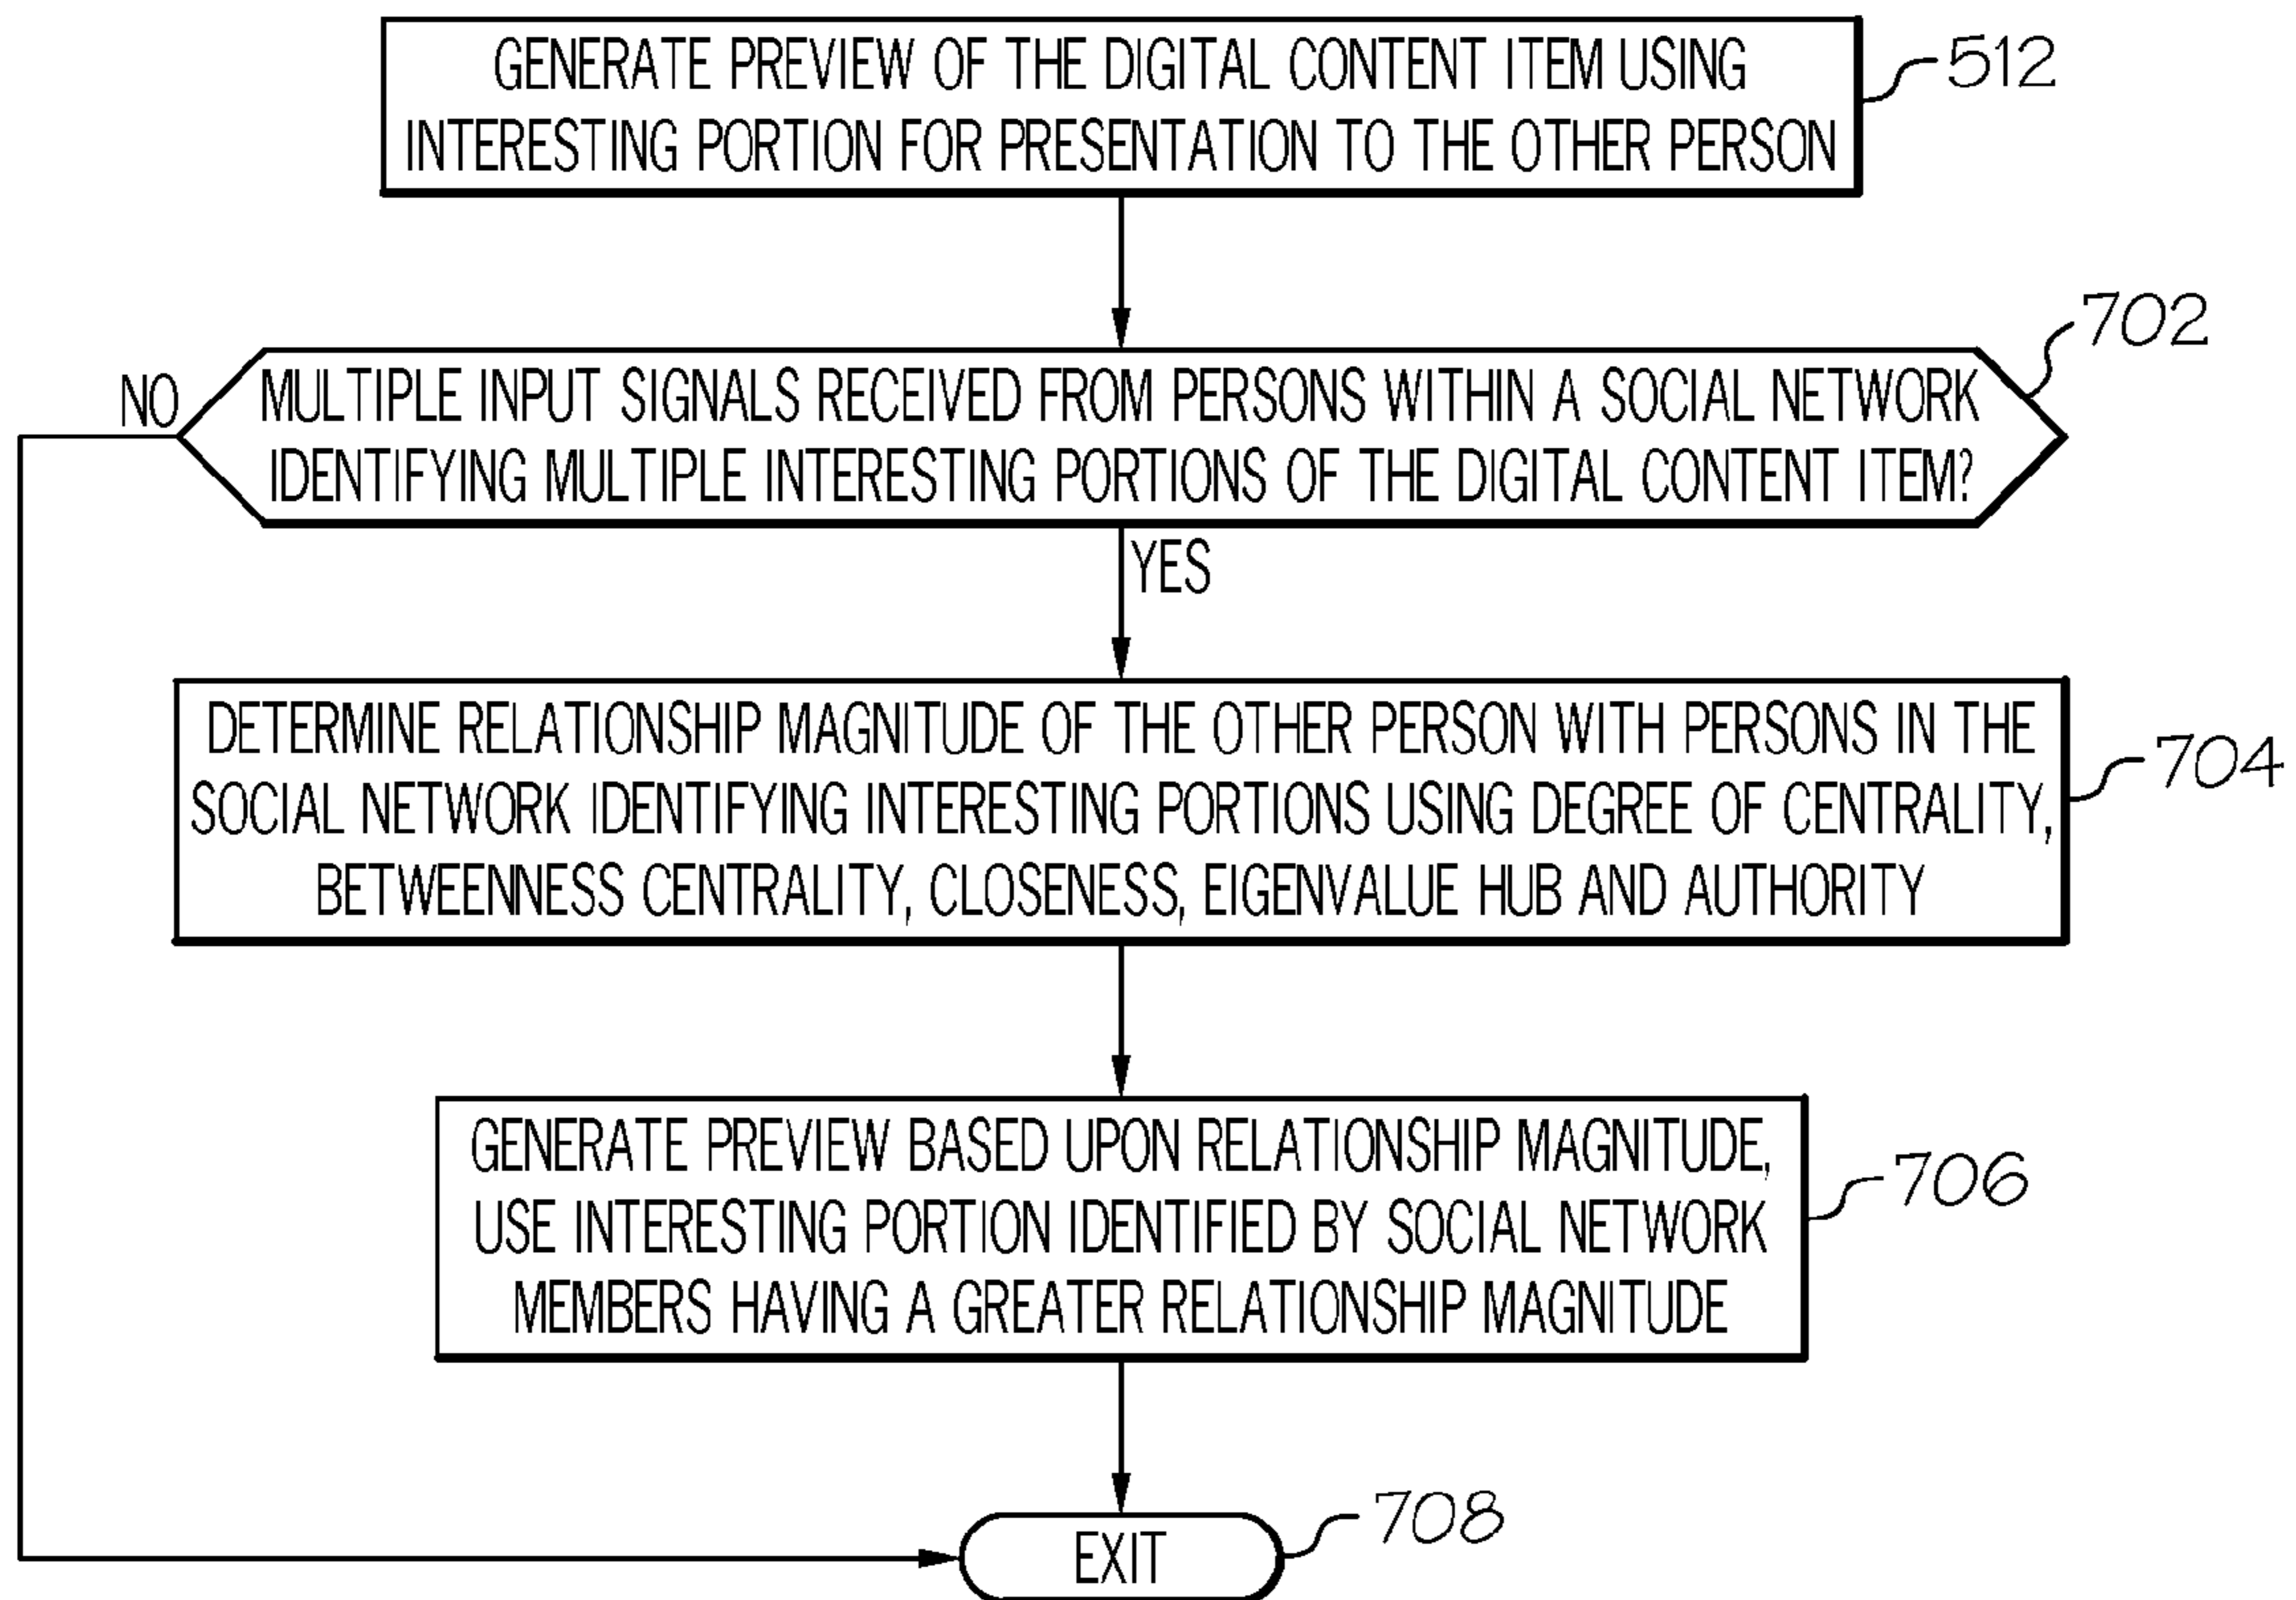 GENERATE PREVIEW OF THE DIGITAL CONTENT ITEM USING
INTERESTING PORTION FOR PRESENTATION TO THE OTHER PERSON
512
702
NO
MULTIPLE INPUT SIGNALS RECEIVED FROM PERSONS WITHIN A SOCIAL NETWORK
IDENTIFYING MULTIPLE INTERESTING PORTIONS OF THE DIGITAL CONTENT ITEM?
YES
DETERMINE RELATIONSHIP MAGNITUDE OF THE OTHER PERSON WITH PERSONS IN THE
SOCIAL NETWORK IDENTIFYING INTERESTING PORTIONS USING DEGREE OF CENTRALITY,
BETWEENNESS CENTRALITY, CLOSENESS, EIGENVALUE HUB AND AUTHORITY
704
GENERATE PREVIEW BASED UPON RELATIONSHIP MAGNITUDE,
USE INTERESTING PORTION IDENTIFIED BY SOCIAL NETWORK
MEMBERS HAVING A GREATER RELATIONSHIP MAGNITUDE
706
EXIT
708